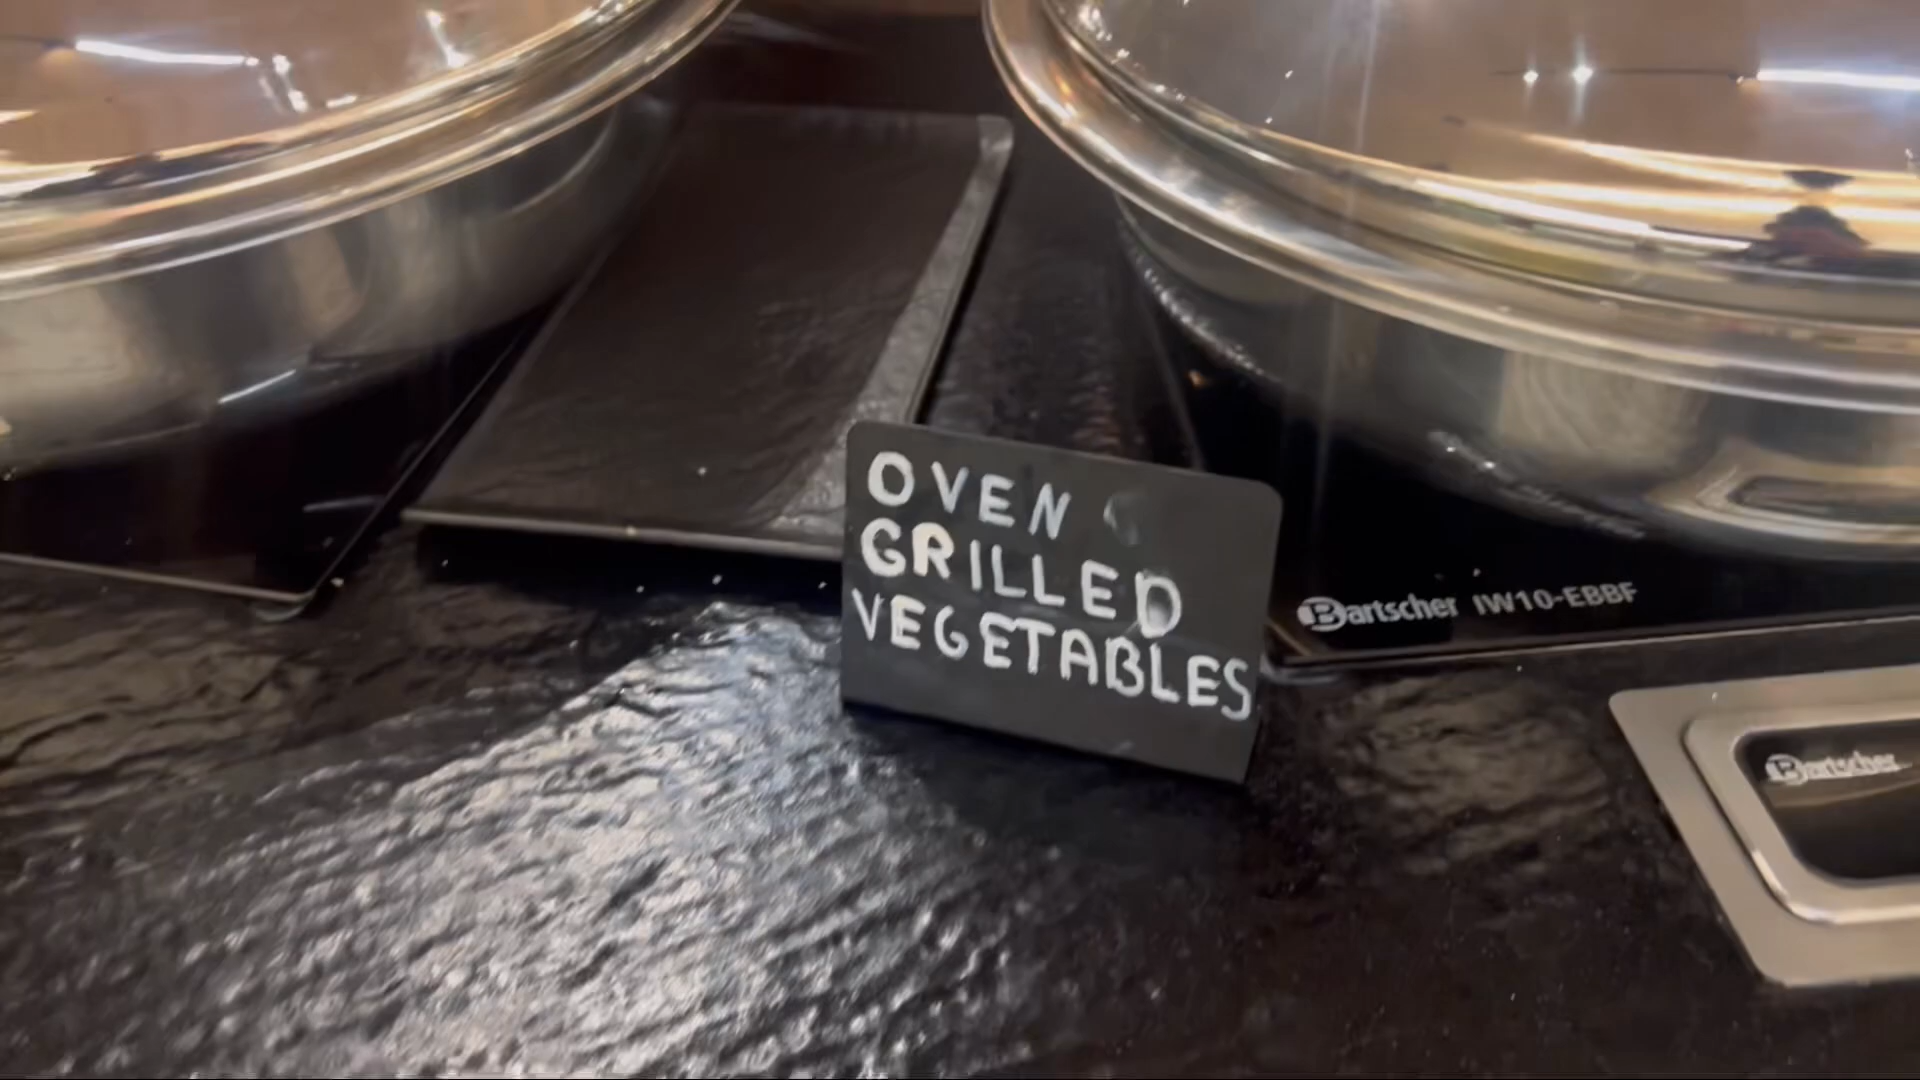 OVEN
GRILLED
VEGETABLES
Bartscher IW10-EBBF
Bartscher